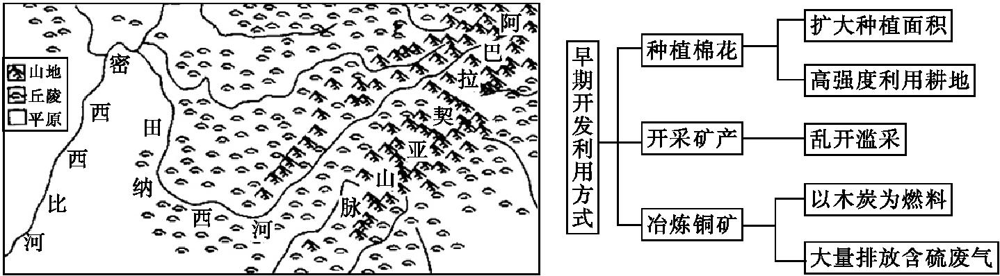 山地
丘陵
平原
阿巴拉契亚山脉
密西西比河
田纳西河
早期开发利用方式
种植棉花
扩大种植面积
高强度利用耕地
开采矿产
乱开滥采
冶炼铜矿
以木炭为燃料
大量排放含硫废气